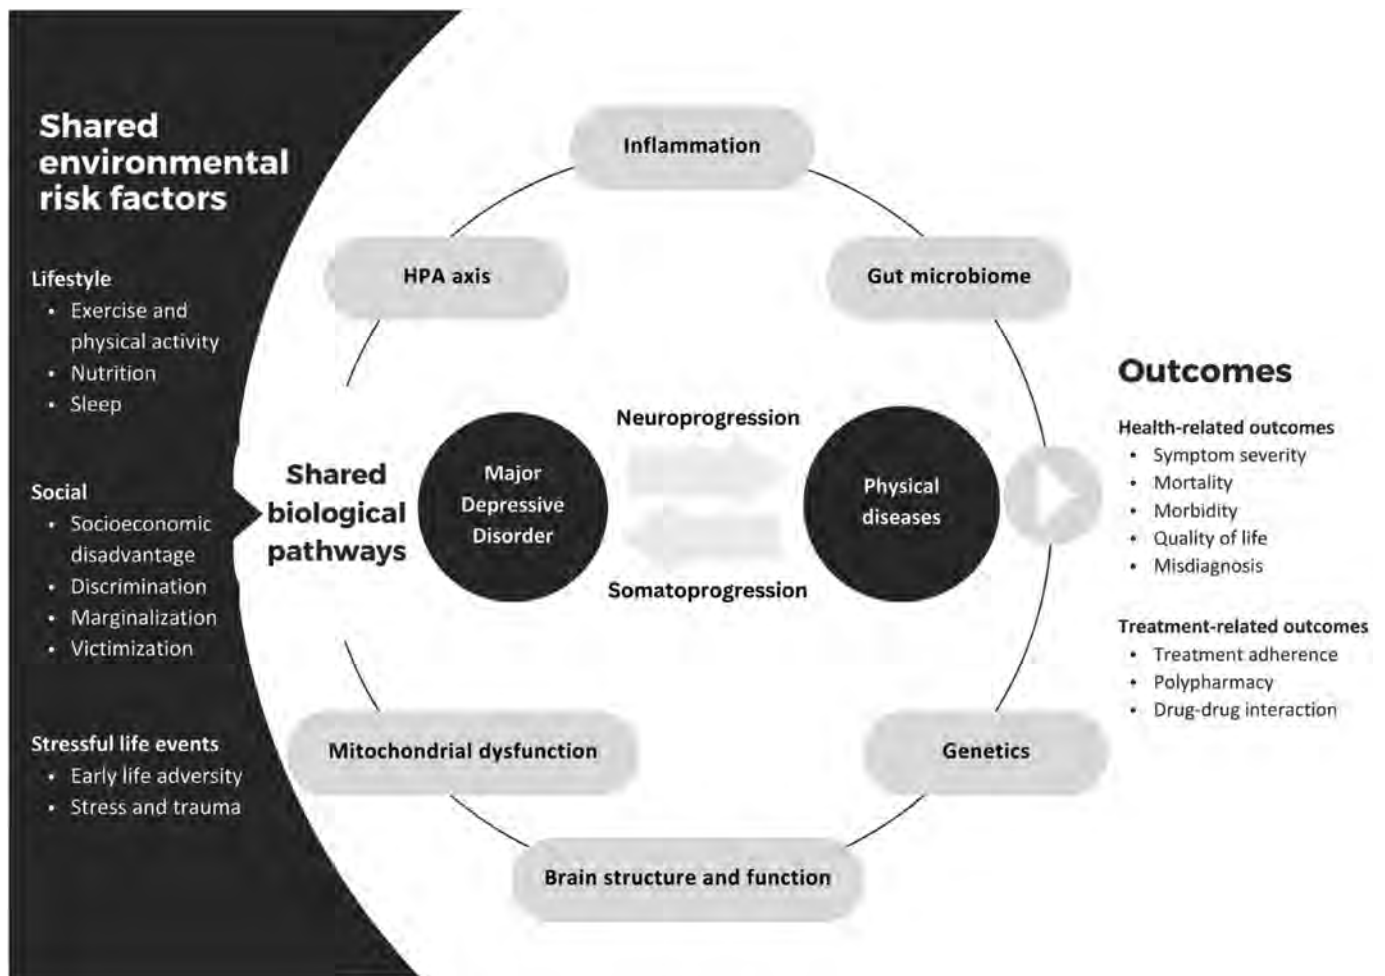 Shared
environmental
risk factors
Lifestyle
• Exercise and
physical activity
• Nutrition
• Sleep
Social
• Socioeconomic
disadvantage
• Discrimination
• Marginalization
• Victimization
Stressful life events
• Early life adversity
• Stress and trauma
Shared
biological
pathways
Inflammation
HPA axis
Gut microbiome
Neuroprogression
Major
Depressive
Disorder
Physical
diseases
Somatoprogression
Mitochondrial dysfunction
Genetics
Brain structure and function
Outcomes
Health-related outcomes
• Symptom severity
• Mortality
• Morbidity
• Quality of life
• Misdiagnosis
Treatment-related outcomes
• Treatment adherence
• Polypharmacy
• Drug-drug interaction